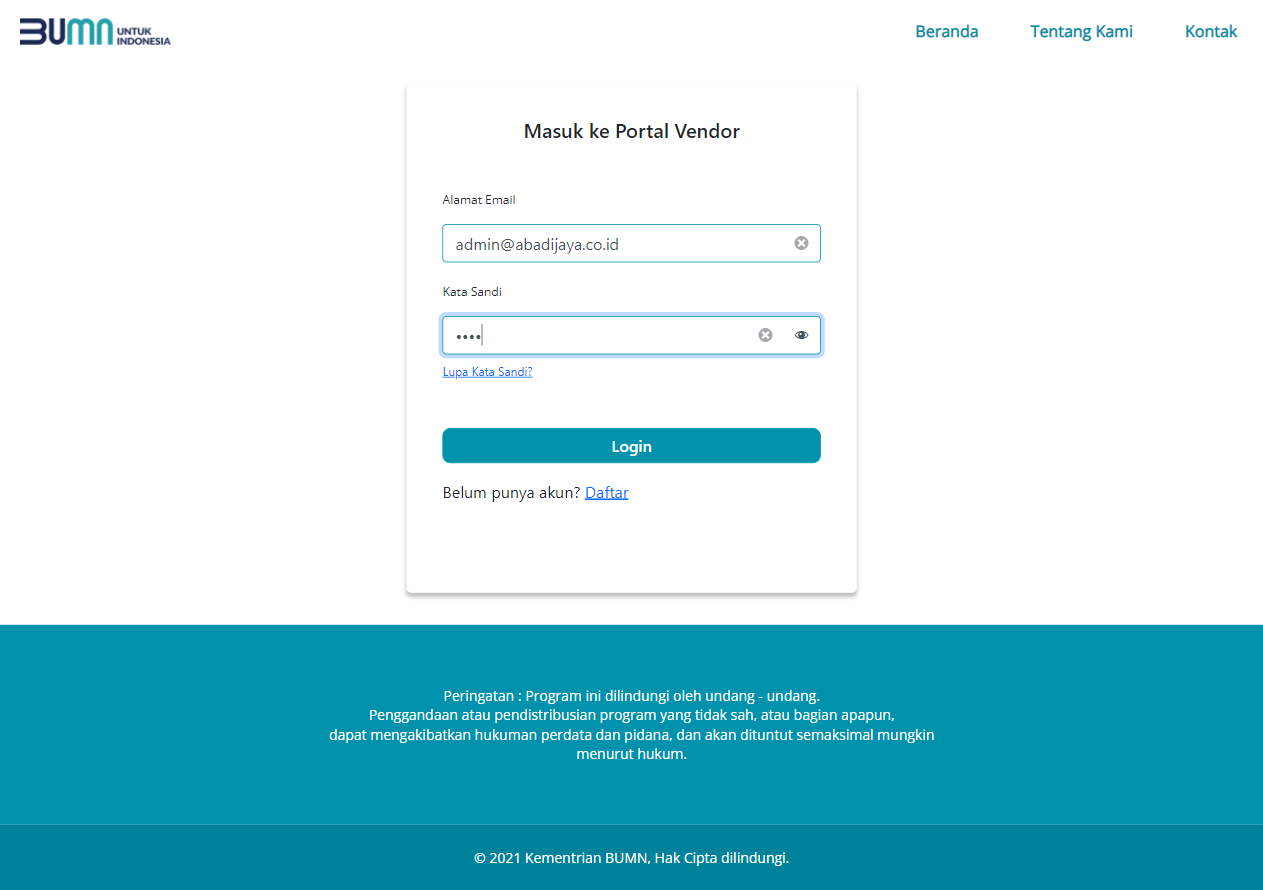 BUMN UNTUK INDONESIA
Beranda
Tentang Kami
Kontak
Masuk ke Portal Vendor
Alamat Email
admin@abadijaya.co.id
Kata Sandi
••••
Lupa Kata Sandi?
Login
Belum punya akun? Daftar
Peringatan : Program ini dilindungi oleh undang - undang.
Penggandaan atau pendistribusian program yang tidak sah, atau bagian apapun,
dapat mengakibatkan hukuman perdata dan pidana, dan akan dituntut semaksimal mungkin
menurut hukum.
© 2021 Kementrian BUMN, Hak Cipta dilindungi.